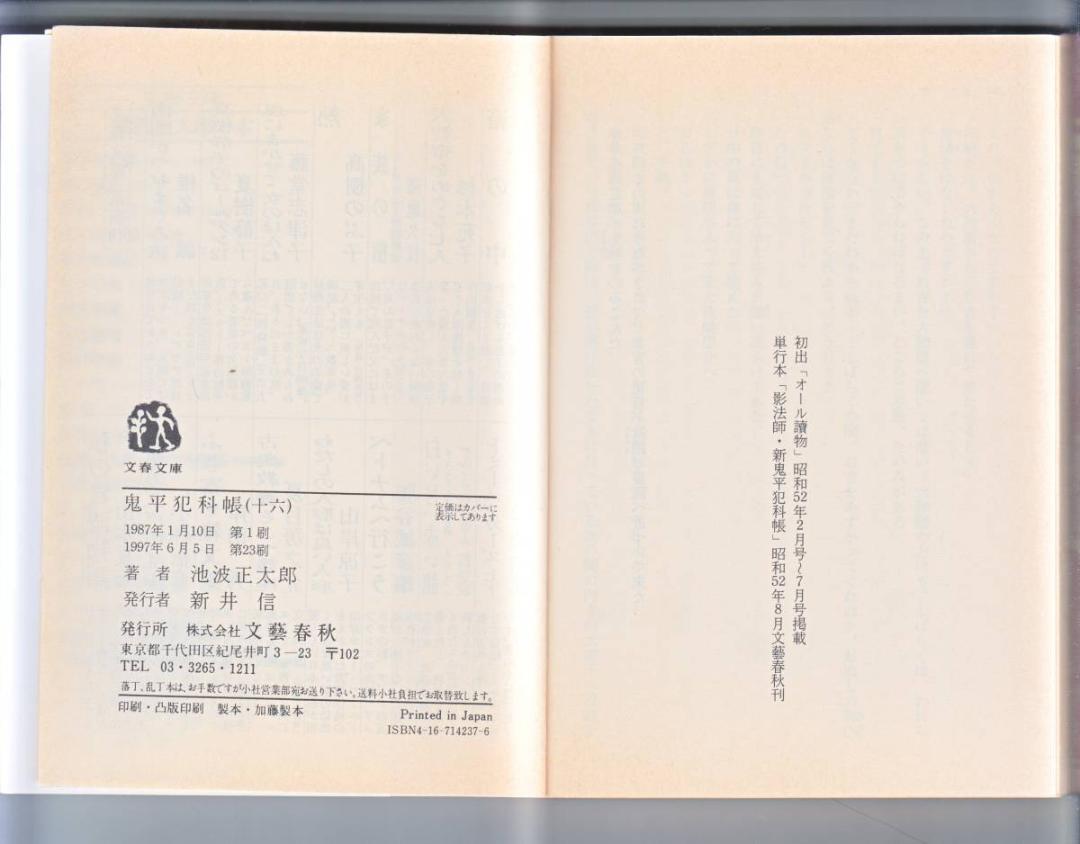 初出「オール讀物」昭和52年2月号〜7月号掲載
単行本「影法師・新鬼平犯科帳」昭和52年8月文藝春秋刊
文春文庫
鬼平犯科帳(十六)
定価はカバーに
表示してあります
1987年1月10日 第1刷
1997年6月5日 第23刷
著 者 池波正太郎
発行者 新井 信
発行所 株式会社 文藝春秋
東京都千代田区紀尾井町3—23 〒102
TEL 03・3265・1211
落丁、乱丁本は、お手数ですが小社営業部宛お送り下さい。送料小社負担でお取替致します。
印刷・凸版印刷 製本・加藤製本
Printed in Japan
ISBN4-16-714237-6